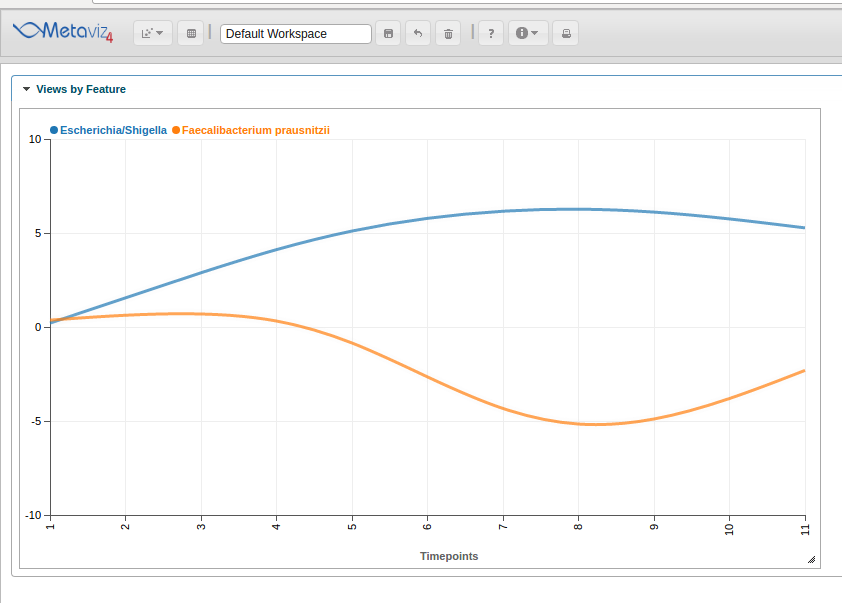 Metaviz4 Default Workspace ? i
Views by Feature
Escherichia/Shigella Faecalibacterium prausnitzii
10
5
0
-5
-10
1 2 3 4 5 6 7 8 9 10 11
Timepoints